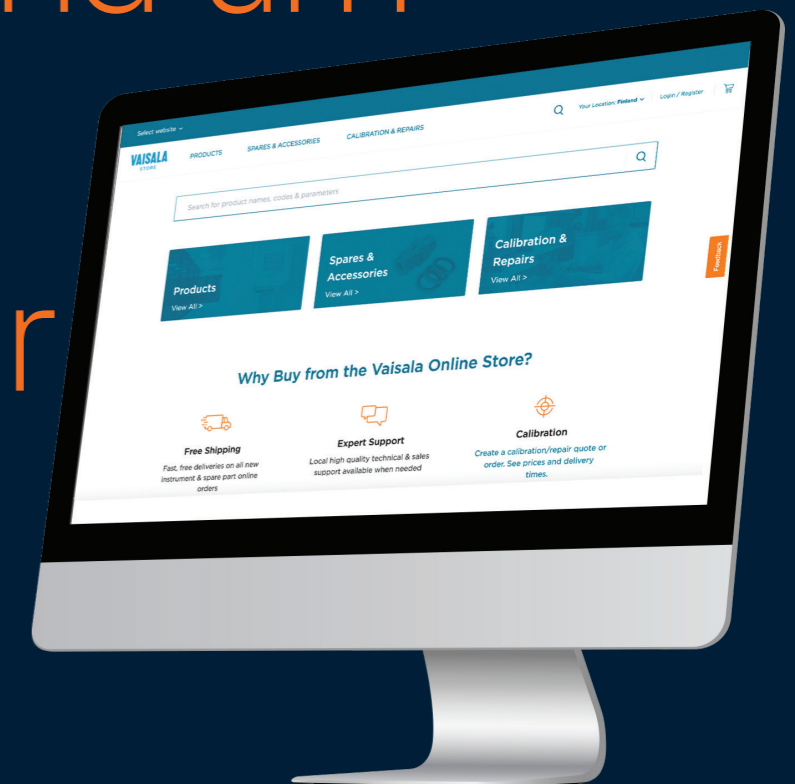 Select website
Your Location: Finland
Login / Register
VAISALA
STORE
PRODUCTS
SPARES & ACCESSORIES
CALIBRATION & REPAIRS
Search for product names, codes & parameters
Products
View All >
Spares &
Accessories
View All >
Calibration &
Repairs
View All >
Feedback
Why Buy from the Vaisala Online Store?
Free Shipping
Fast, free deliveries on all new
instrument & spare part online
orders
Expert Support
Local high quality technical & sales
support available when needed
Calibration
Create a calibration/repair quote or
order. See prices and delivery
times.
r